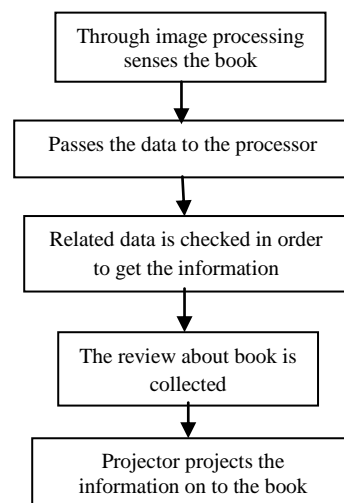 Through image processing
senses the book
Passes the data to the processor
Related data is checked in order
to get the information
The review about book is
collected
Projector projects the
information on to the book